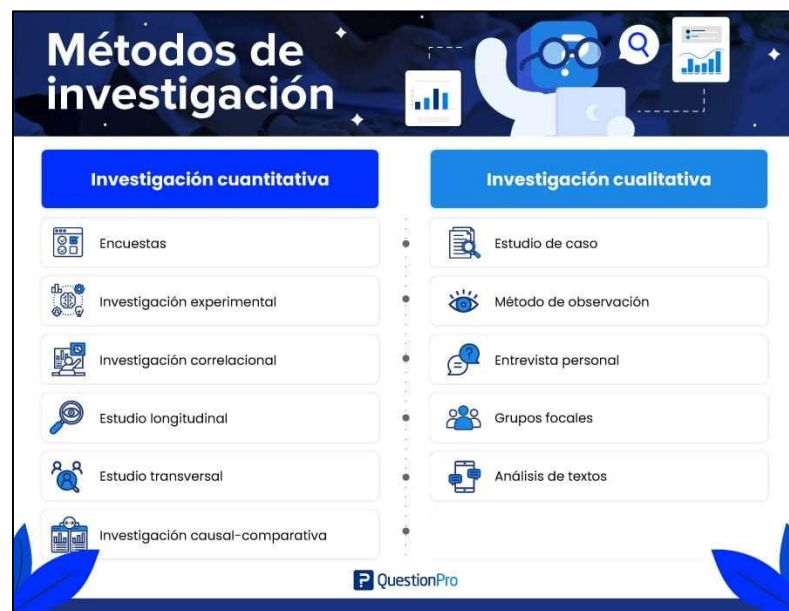 Métodos de
investigación
Investigación cuantitativa
Encuestas
Investigación experimental
Investigación correlacional
Estudio longitudinal
Estudio transversal
Investigación causal-comparativa
Investigación cualitativa
Estudio de caso
Método de observación
Entrevista personal
Grupos focales
Análisis de textos
QuestionPro